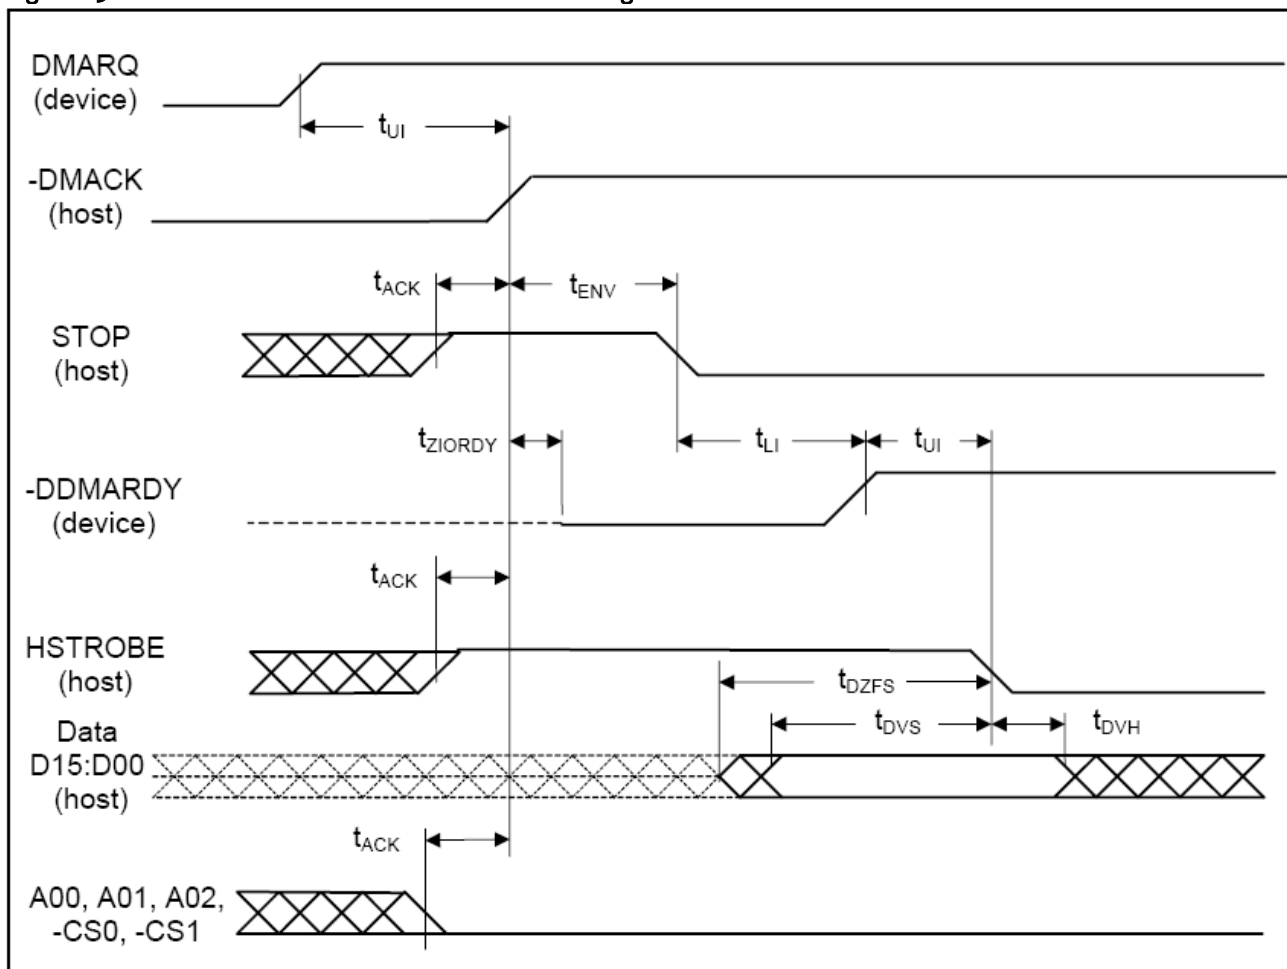 DMARQ
(device)
tUI
-DMACK
(host)
tACK
tENV
STOP
(host)
tZIORDY
tLI
tUI
-DDMARDY
(device)
tACK
HSTROBE
(host)
tDZFS
tDVS
tDVH
Data
D15:D00
(host)
tACK
A00, A01, A02,
-CS0, -CS1